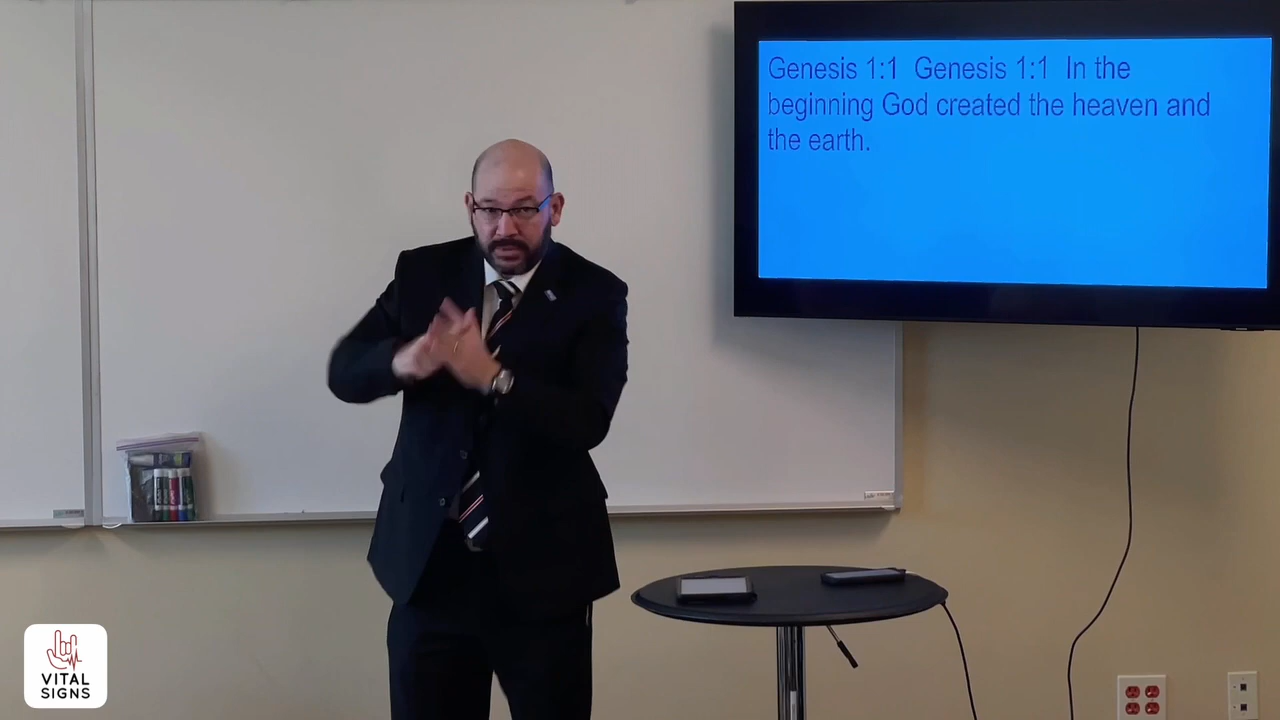 Genesis 1:1  Genesis 1:1  In the
beginning God created the heaven and
the earth.
VITAL
SIGNS